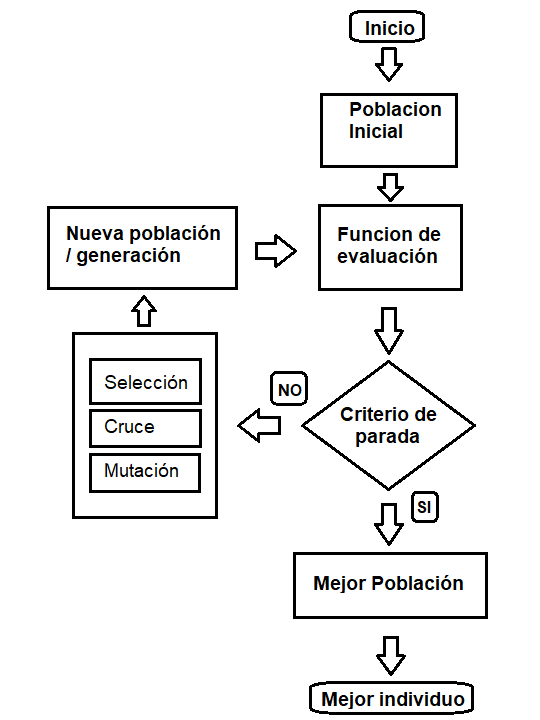 Inicio
Poblacion
Inicial
Nueva población
/ generación
Funcion de
evaluación
Selección
Cruce
Mutación
NO
Criterio de
parada
SI
Mejor Población
Mejor individuo